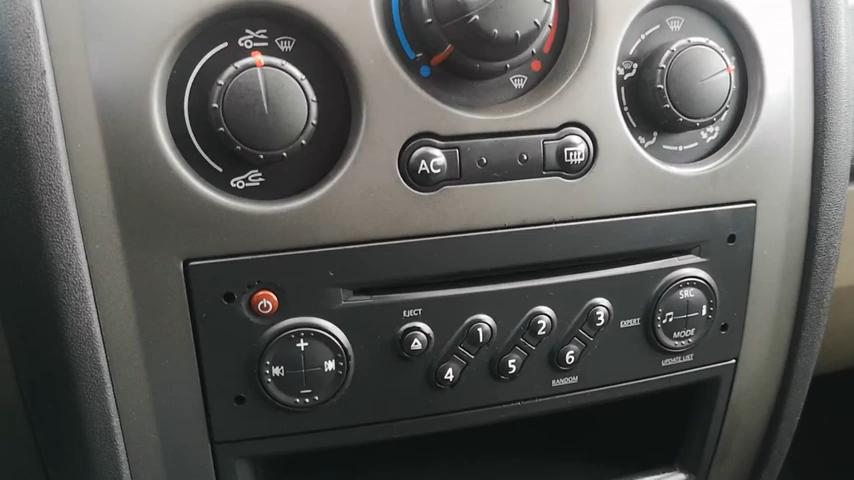 AC
EJECT
1
2
3
4
5
6
EXPERT
RANDOM
SRC
MODE
UPDATE LIST